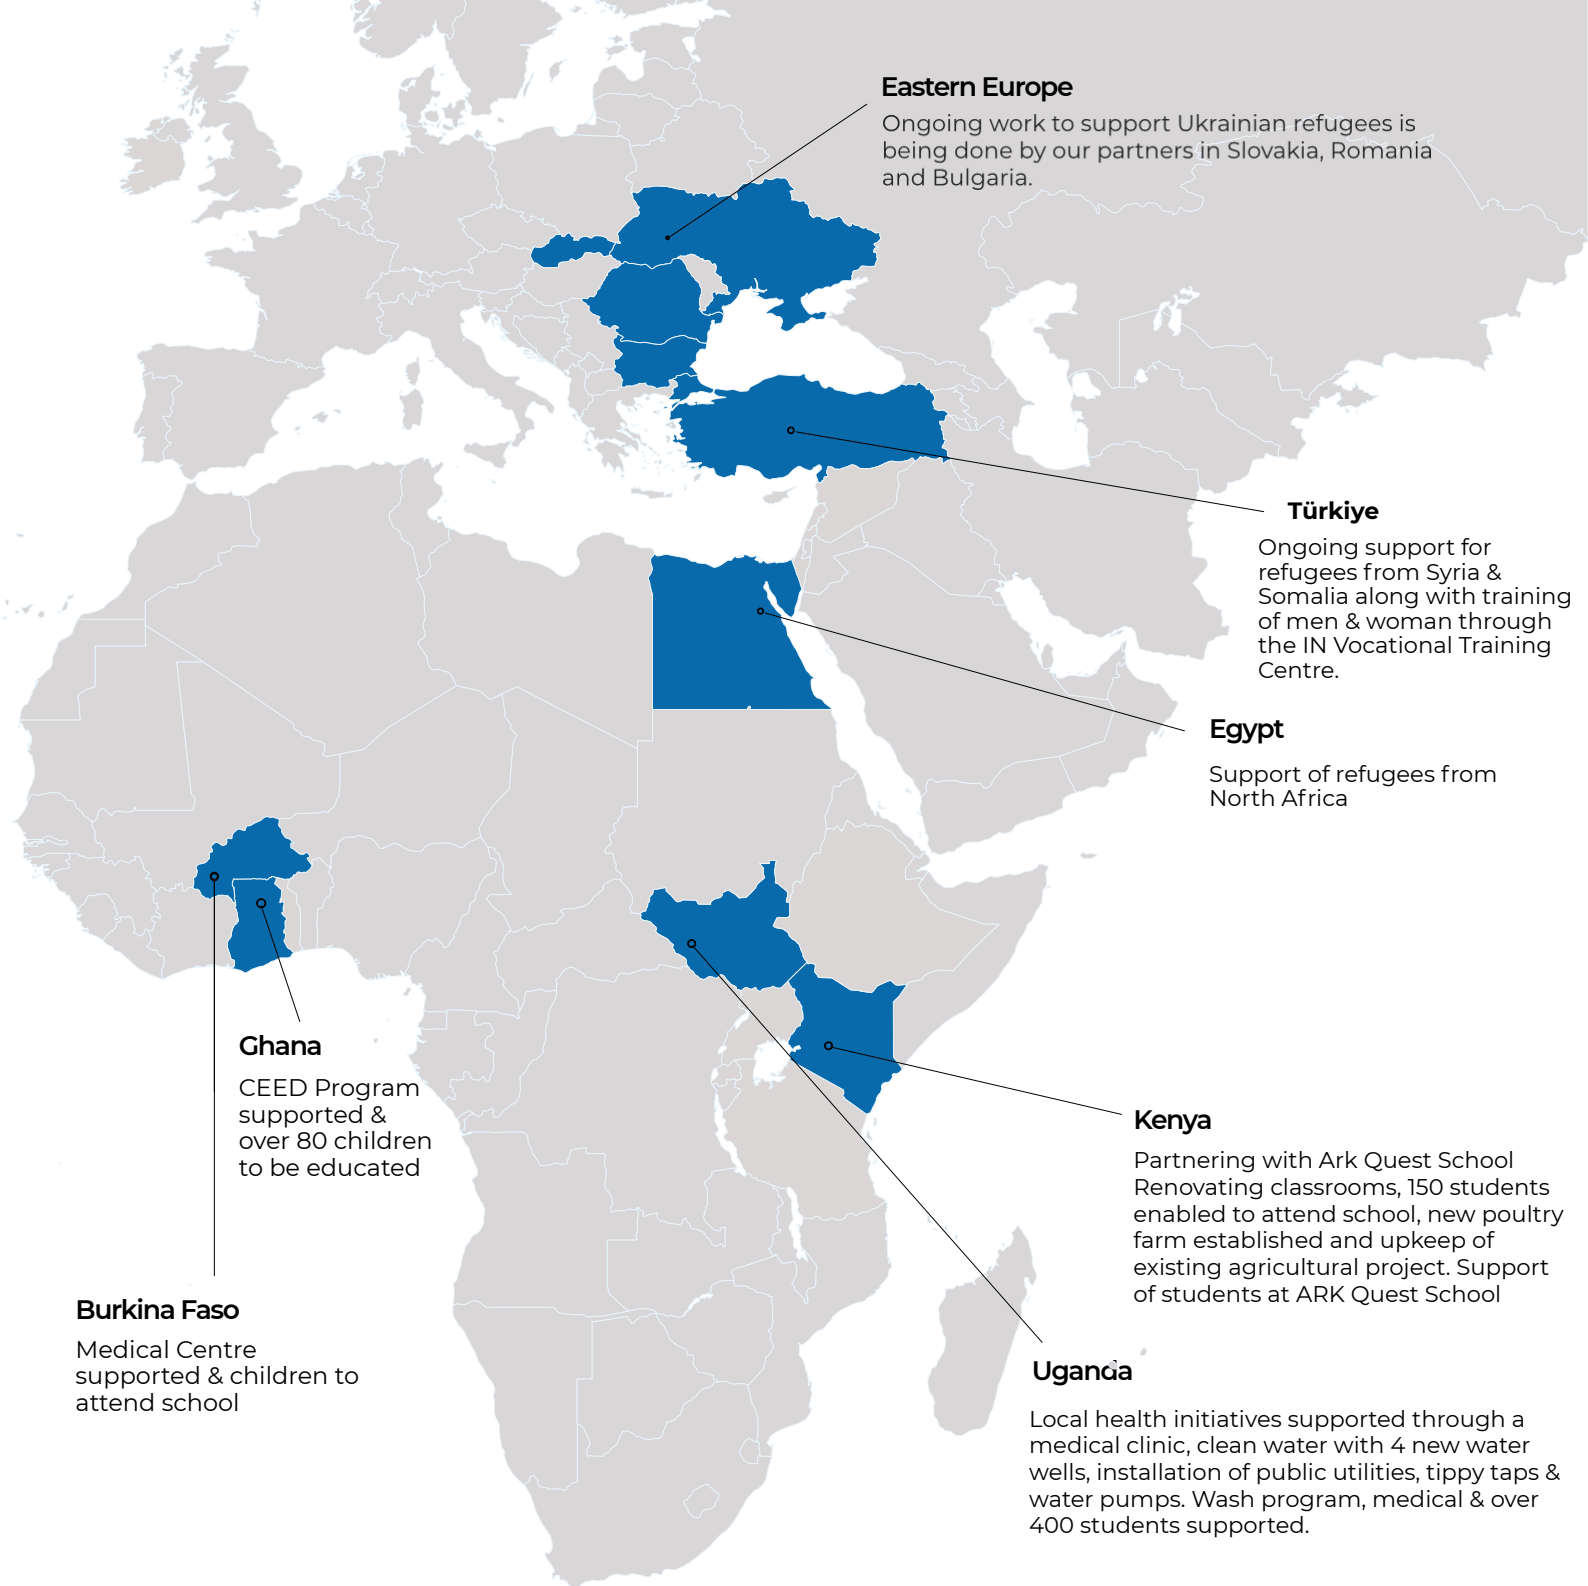 Eastern Europe
Ongoing work to support Ukrainian refugees is
being done by our partners in Slovakia, Romania
and Bulgaria.
Türkiye
Ongoing support for
refugees from Syria &
Somalia along with training
of men & woman through
the IN Vocational Training
Centre.
Egypt
Support of refugees from
North Africa
Ghana
CEED Program
supported &
over 80 children
to be educated
Kenya
Partnering with Ark Quest School
Renovating classrooms, 150 students
enabled to attend school, new poultry
farm established and upkeep of
existing agricultural project. Support
of students at ARK Quest School
Burkina Faso
Medical Centre
supported & children to
attend school
Uganda
Local health initiatives supported through a
medical clinic, clean water with 4 new water
wells, installation of public utilities, tippy taps &
water pumps. Wash program, medical & over
400 students supported.